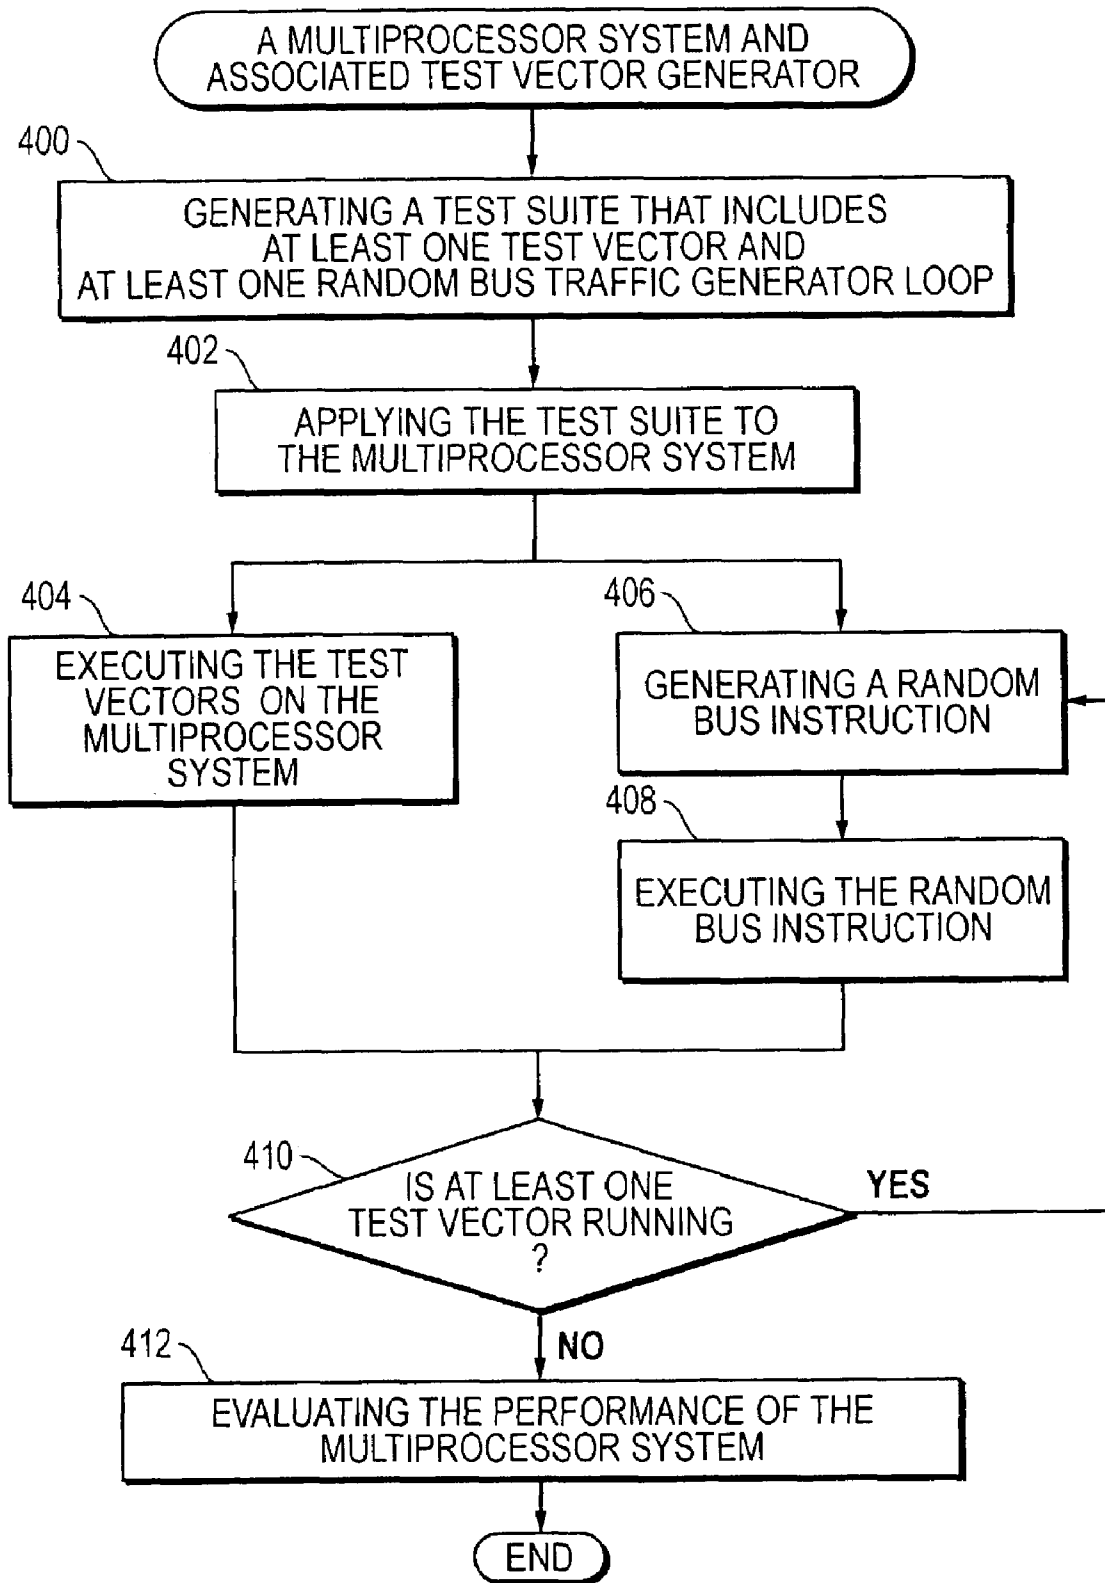 A MULTIPROCESSOR SYSTEM AND
ASSOCIATED TEST VECTOR GENERATOR
400
GENERATING A TEST SUITE THAT INCLUDES
AT LEAST ONE TEST VECTOR AND
AT LEAST ONE RANDOM BUS TRAFFIC GENERATOR LOOP
402
APPLYING THE TEST SUITE TO
THE MULTIPROCESSOR SYSTEM
404
EXECUTING THE TEST
VECTORS ON THE
MULTIPROCESSOR
SYSTEM
406
GENERATING A RANDOM
BUS INSTRUCTION
408
EXECUTING THE RANDOM
BUS INSTRUCTION
410
IS AT LEAST ONE
TEST VECTOR RUNNING
?
YES
NO
412
EVALUATING THE PERFORMANCE OF THE
MULTIPROCESSOR SYSTEM
END